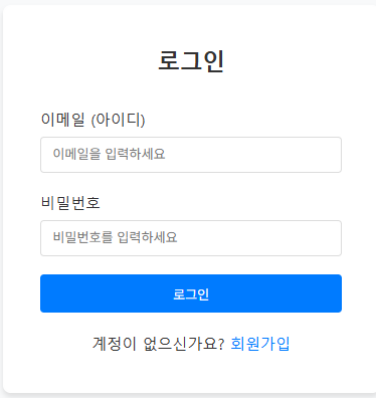 로그인
이메일 (아이디)
이메일을 입력하세요
비밀번호
비밀번호를 입력하세요
로그인
계정이 없으신가요? 회원가입